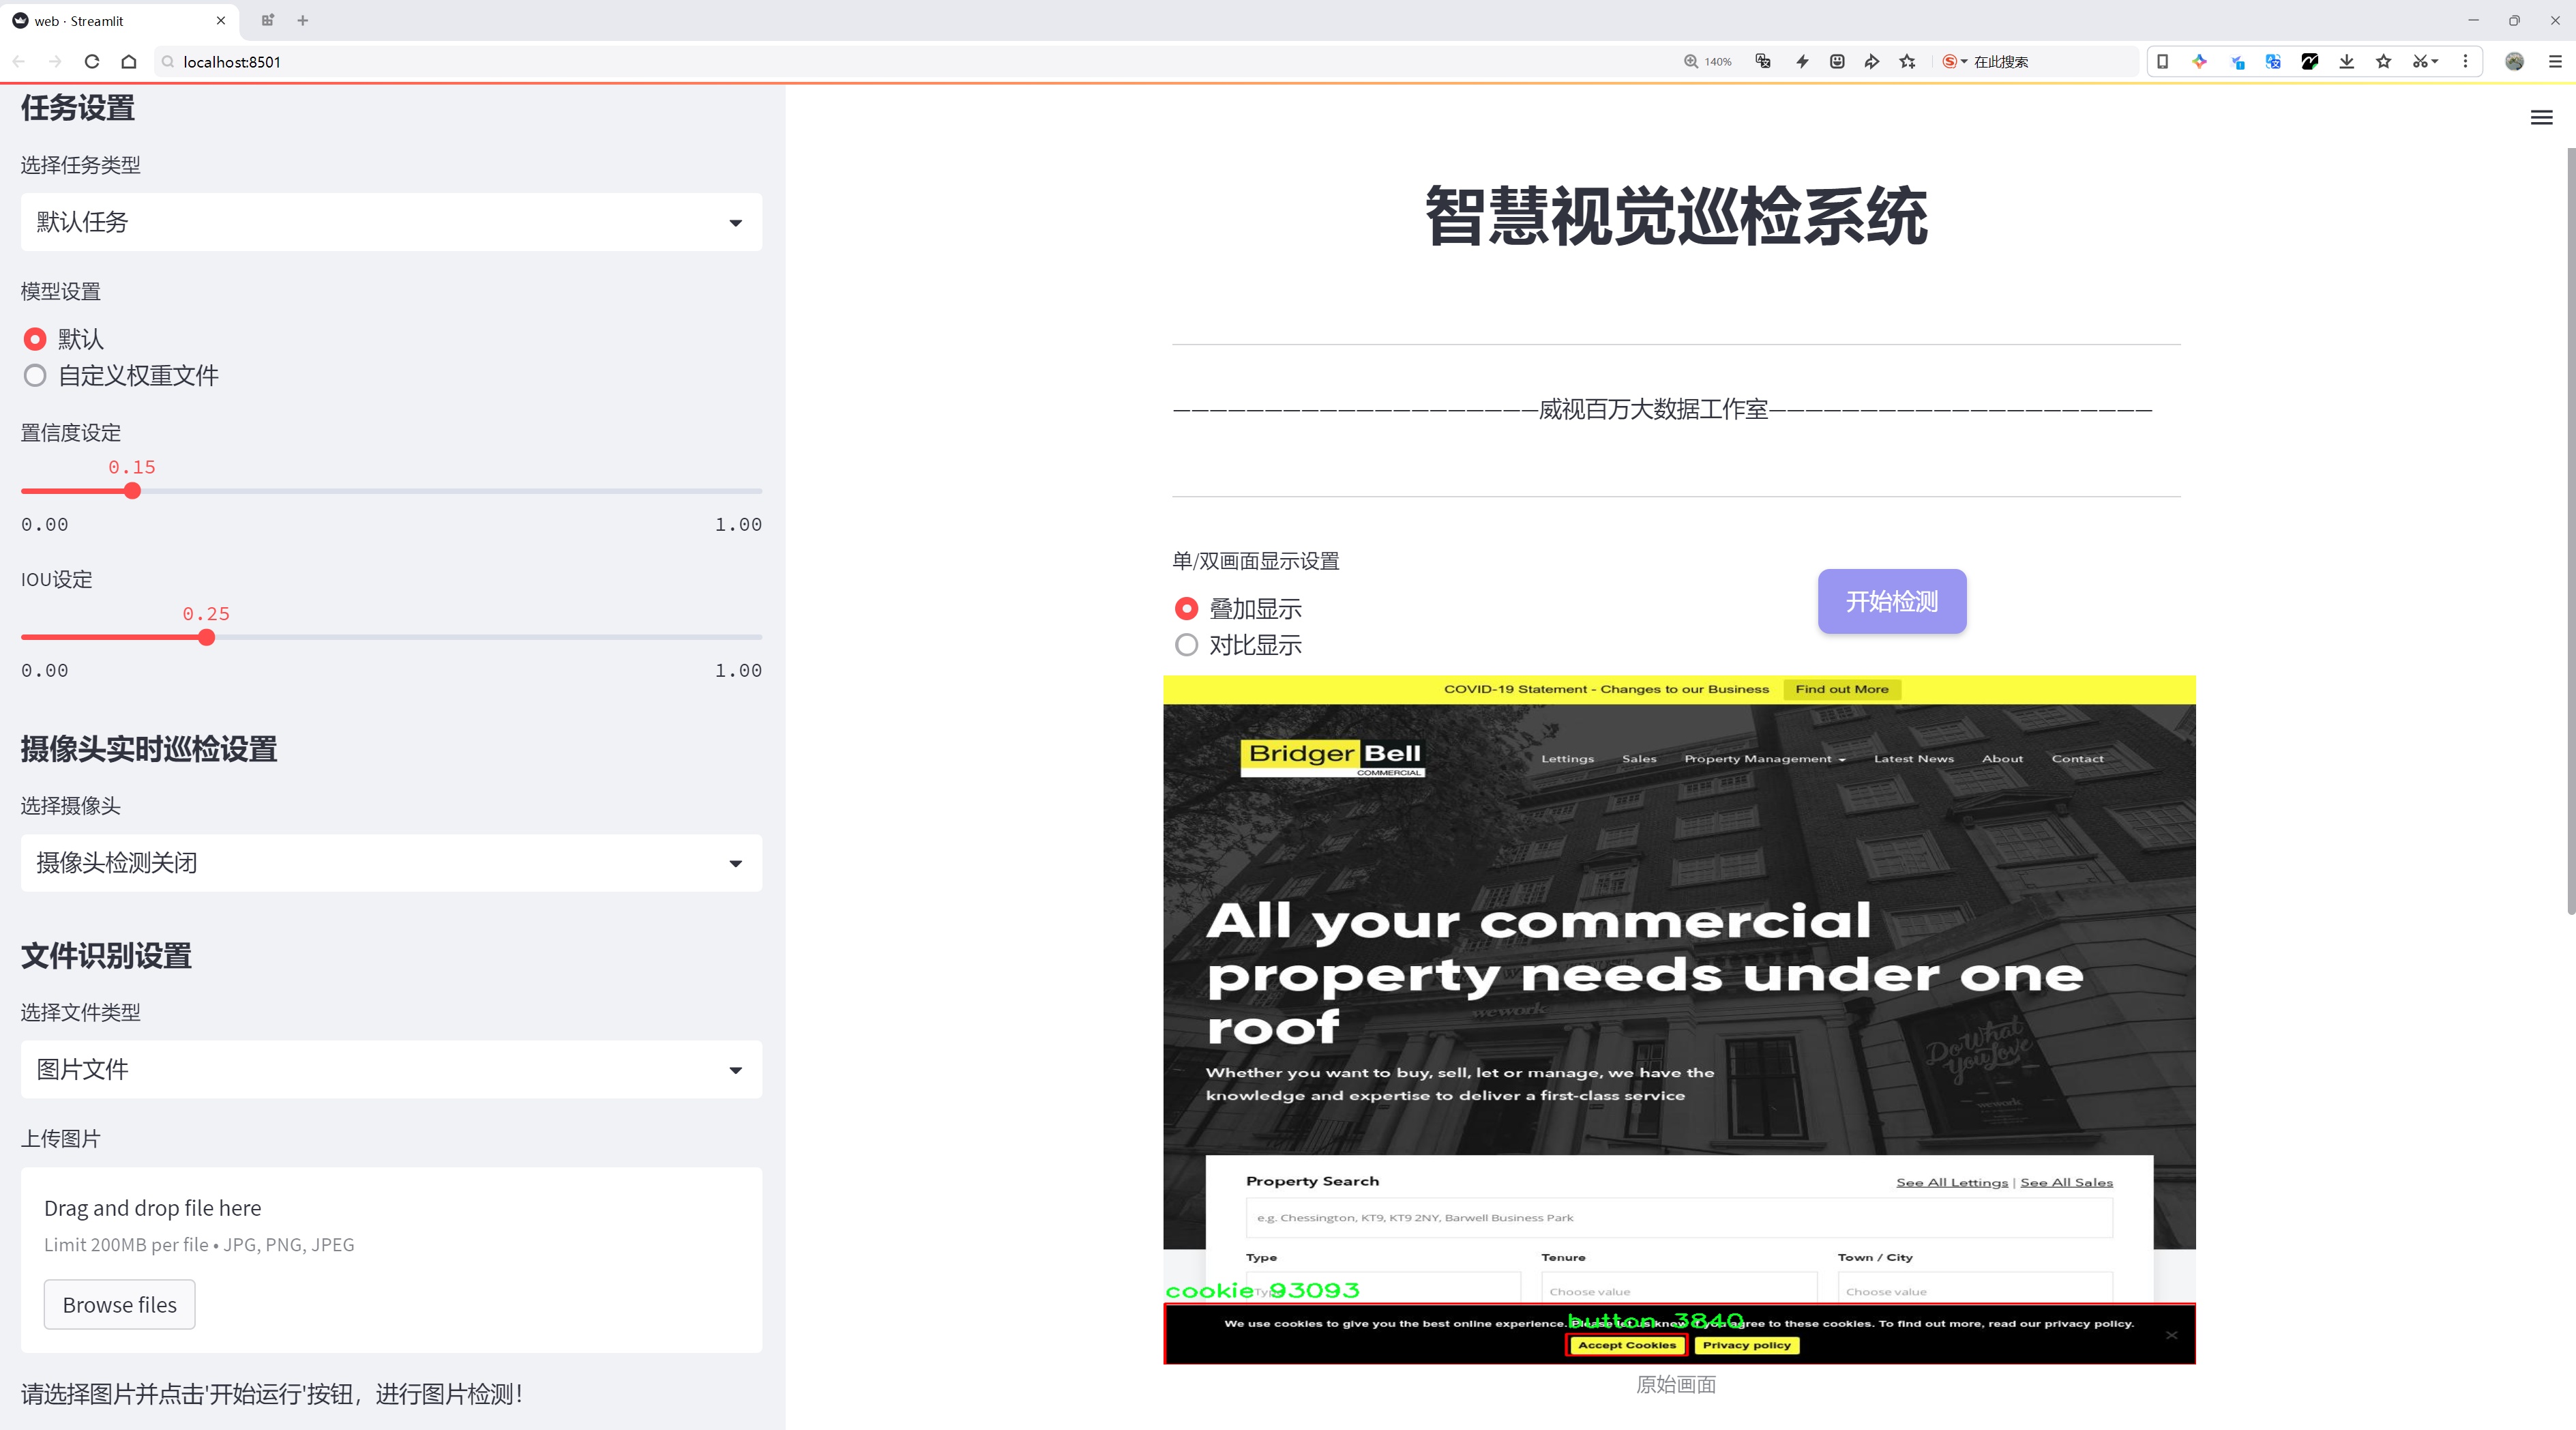 web · Streamlit
localhost:8501
140%
在此搜索
任务设置
选择任务类型
默认任务
模型设置
默认
自定义权重文件
置信度设定
0.15
0.00
1.00
IOU设定
0.25
0.00
1.00
摄像头实时巡检设置
选择摄像头
摄像头检测关闭
文件识别设置
选择文件类型
图片文件
上传图片
Drag and drop file here
Limit 200MB per file • JPG, PNG, JPEG
Browse files
请选择图片并点击'开始运行'按钮，进行图片检测！
智慧视觉巡检系统
—————————————————————威视百万大数据工作室—————————————————————
单/双画面显示设置
叠加显示
对比显示
开始检测
COVID-19 Statement - Changes to our Business
Find out More
Bridger Bell
COMMERCIAL
Lettings
Sales
Property Management
Latest News
About
Contact
All your commercial
property needs under one
roof
wework
Do What
You Love
wework
Whether you want to buy, sell, let or manage, we have the
knowledge and expertise to deliver a first-class service
Property Search
See All Lettings | See All Sales
e.g. Chessington, KT9, KT9 2NY, Barwell Business Park
Type
Tenure
Town / City
cookie 93093
Choose value
Choose value
button 3840
We use cookies to give you the best online experience. Please let us know if you agree to these cookies. To find out more, read our privacy policy.
Accept Cookies
Privacy policy
原始画面